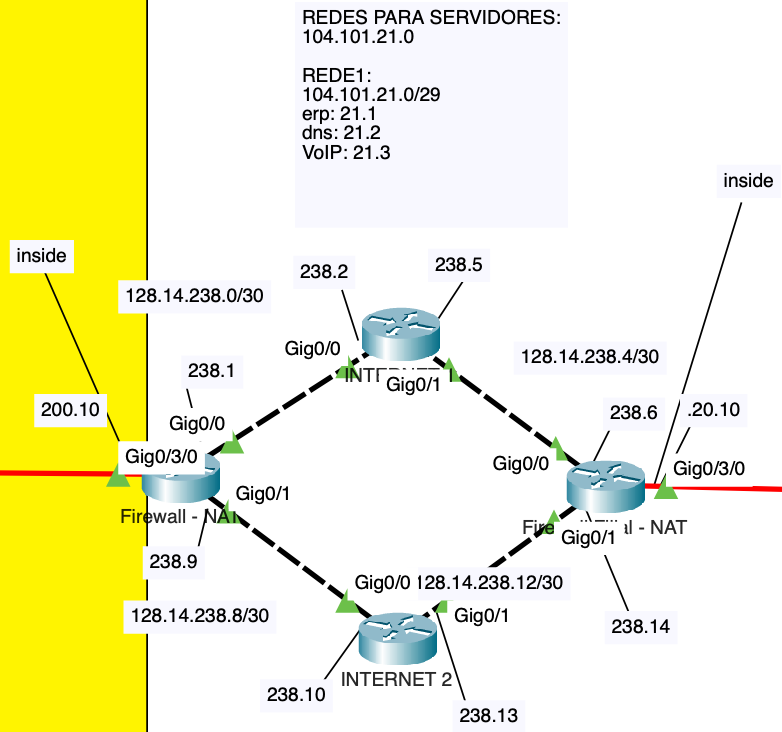 REDES PARA SERVIDORES:
104.101.21.0
REDE1:
104.101.21.0/29
erp: 21.1
dns: 21.2
VoIP: 21.3
inside
inside
238.2
238.5
128.14.238.0/30
Gig0/0
128.14.238.4/30
238.1
Gig0/1
200.10
238.6
.20.10
Gig0/0
Gig0/3/0
Gig0/0
Gig0/3/0
Gig0/1
Firewall - NAT
- NAT
Gig0/1
238.9
Gig0/0
128.14.238.12/30
128.14.238.8/30
Gig0/1
238.14
INTERNET 2
238.10
238.13